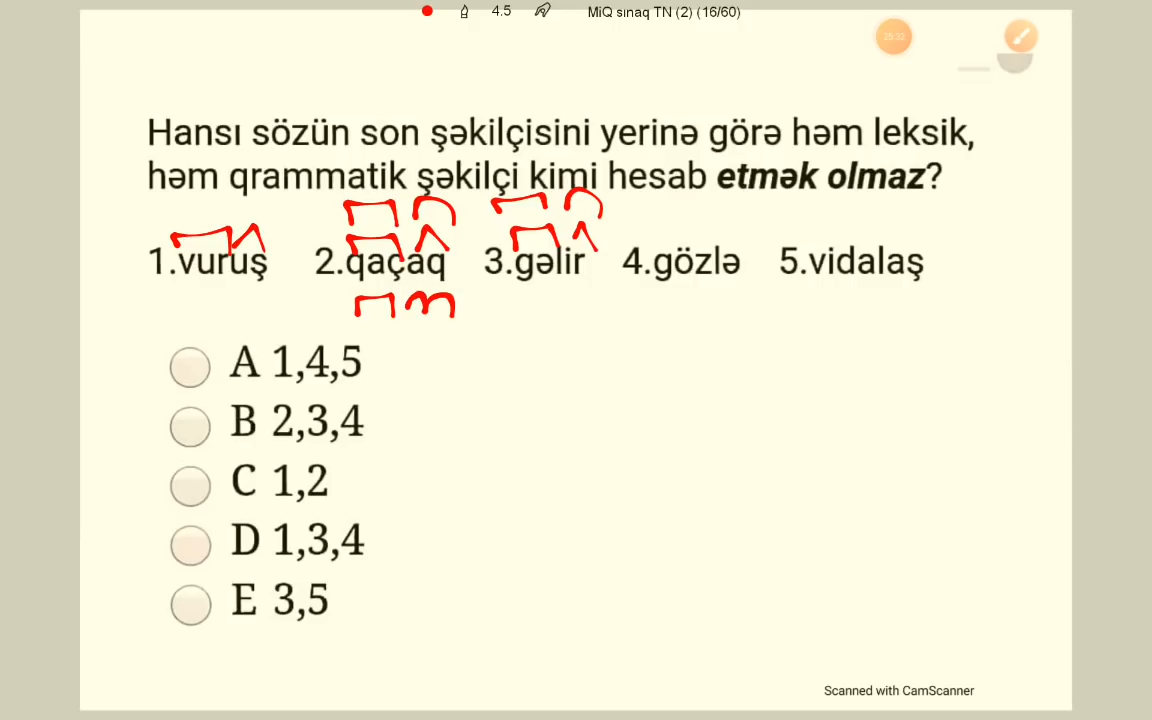 4.5 MiQ sınaq TN (2) (16/60)
25:32
Hansı sözün son şəkilçisini yerinə görə həm leksik,
həm qrammatik şəkilçi kimi hesab etmək olmaz?
1.vuruş 2.qaçaq 3.gəlir 4.gözlə 5.vidalaş
A 1,4,5
B 2,3,4
C 1,2
D 1,3,4
E 3,5
Scanned with CamScanner